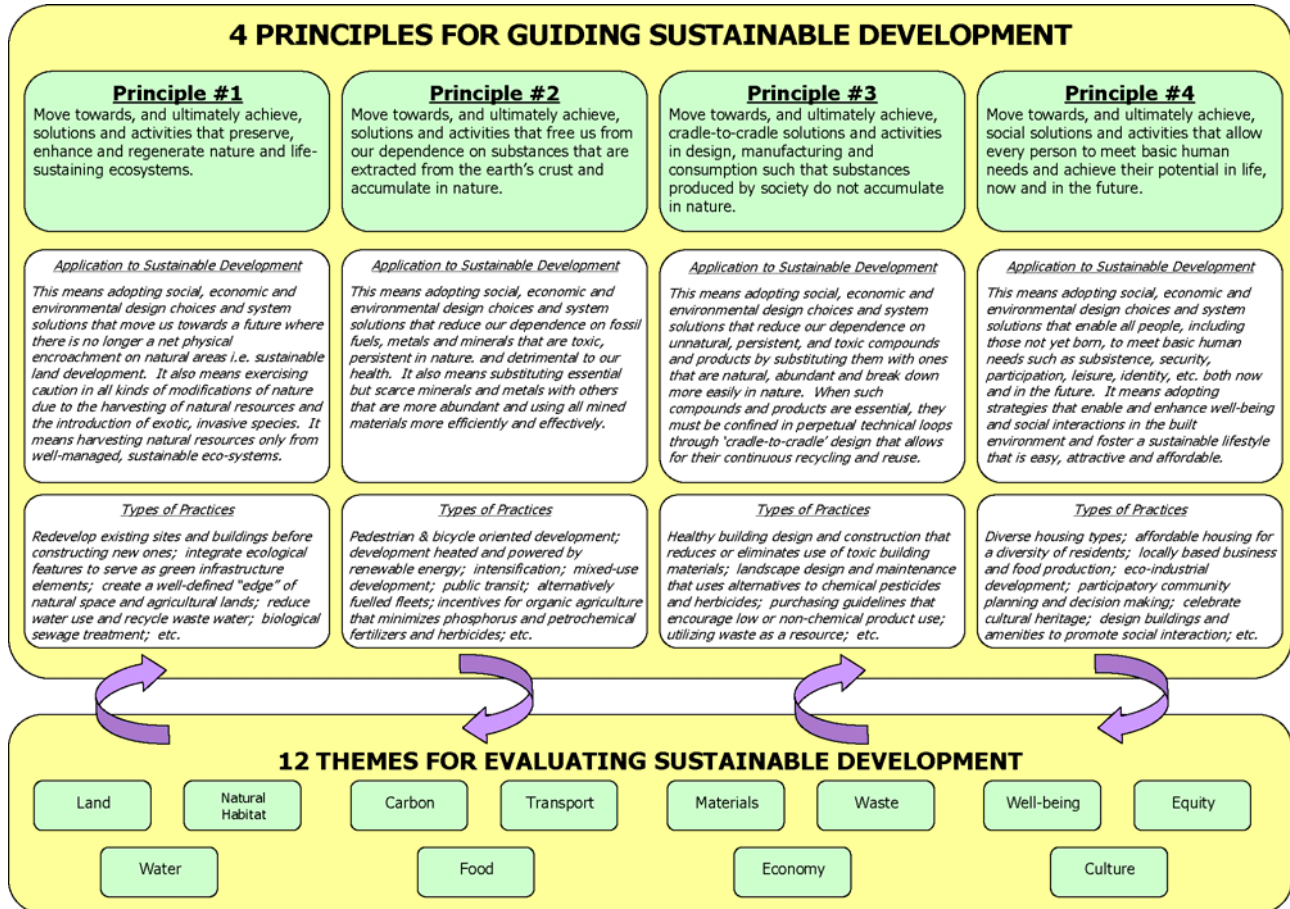 4 PRINCIPLES FOR GUIDING SUSTAINABLE DEVELOPMENT
Principle #1
Move towards, and ultimately achieve,
solutions and activities that preserve,
enhance and regenerate nature and life-
sustaining ecosystems.
Principle #2
Move towards, and ultimately achieve,
solutions and activities that free us from
our dependence on substances that are
extracted from the earth's crust and
accumulate in nature.
Principle #3
Move towards, and ultimately achieve,
cradle-to-cradle solutions and activities
in design, manufacturing and
consumption such that substances
produced by society do not accumulate
in nature.
Principle #4
Move towards, and ultimately achieve,
social solutions and activities that allow
every person to meet basic human
needs and achieve their potential in life,
now and in the future.
Application to Sustainable Development
This means adopting social, economic and
environmental design choices and system
solutions that move us towards a future where
there is no longer a net physical
encroachment on natural areas i.e. sustainable
land development.  It also means exercising
caution in all kinds of modifications of nature
due to the harvesting of natural resources and
the introduction of exotic, invasive species.  It
means harvesting natural resources only from
well-managed, sustainable eco-systems.
Application to Sustainable Development
This means adopting social, economic and
environmental design choices and system
solutions that reduce our dependence on fossil
fuels, metals and minerals that are toxic,
persistent in nature. and detrimental to our
health.  It also means substituting essential
but scarce minerals and metals with others
that are more abundant and using all mined
materials more efficiently and effectively.
Application to Sustainable Development
This means adopting social, economic and
environmental design choices and system
solutions that reduce our dependence on
unnatural, persistent, and toxic compounds
and products by substituting them with ones
that are natural, abundant and break down
more easily in nature.  When such
compounds and products are essential, they
must be confined in perpetual technical loops
through 'cradle-to-cradle' design that allows
for their continuous recycling and reuse.
Application to Sustainable Development
This means adopting social, economic and
environmental design choices and system
solutions that enable all people, including
those not yet born, to meet basic human
needs such as subsistence, security,
participation, leisure, identity, etc. both now
and in the future.  It means adopting
strategies that enable and enhance well-being
and social interactions in the built
environment and foster a sustainable lifestyle
that is easy, attractive and affordable.
Types of Practices
Redevelop existing sites and buildings before
constructing new ones;  integrate ecological
features to serve as green infrastructure
elements;  create a well-defined "edge" of
natural space and agricultural lands;  reduce
water use and recycle waste water;  biological
sewage treatment;  etc.
Types of Practices
Pedestrian & bicycle oriented development;
development heated and powered by
renewable energy;  intensification;  mixed-use
development;  public transit;  alternatively
fuelled fleets; incentives for organic agriculture
that minimizes phosphorus and petrochemical
fertilizers and herbicides; etc.
Types of Practices
Healthy building design and construction that
reduces or eliminates use of toxic building
materials;  landscape design and maintenance
that uses alternatives to chemical pesticides
and herbicides;  purchasing guidelines that
encourage low or non-chemical product use;
utilizing waste as a resource;  etc.
Types of Practices
Diverse housing types;  affordable housing for
a diversity of residents;  locally based business
and food production;  eco-industrial
development;  participatory community
planning and decision making;  celebrate
cultural heritage;  design buildings and
amenities to promote social interaction; etc.
12 THEMES FOR EVALUATING SUSTAINABLE DEVELOPMENT
Land
Natural
Habitat
Water
Carbon
Transport
Food
Materials
Waste
Economy
Well-being
Equity
Culture